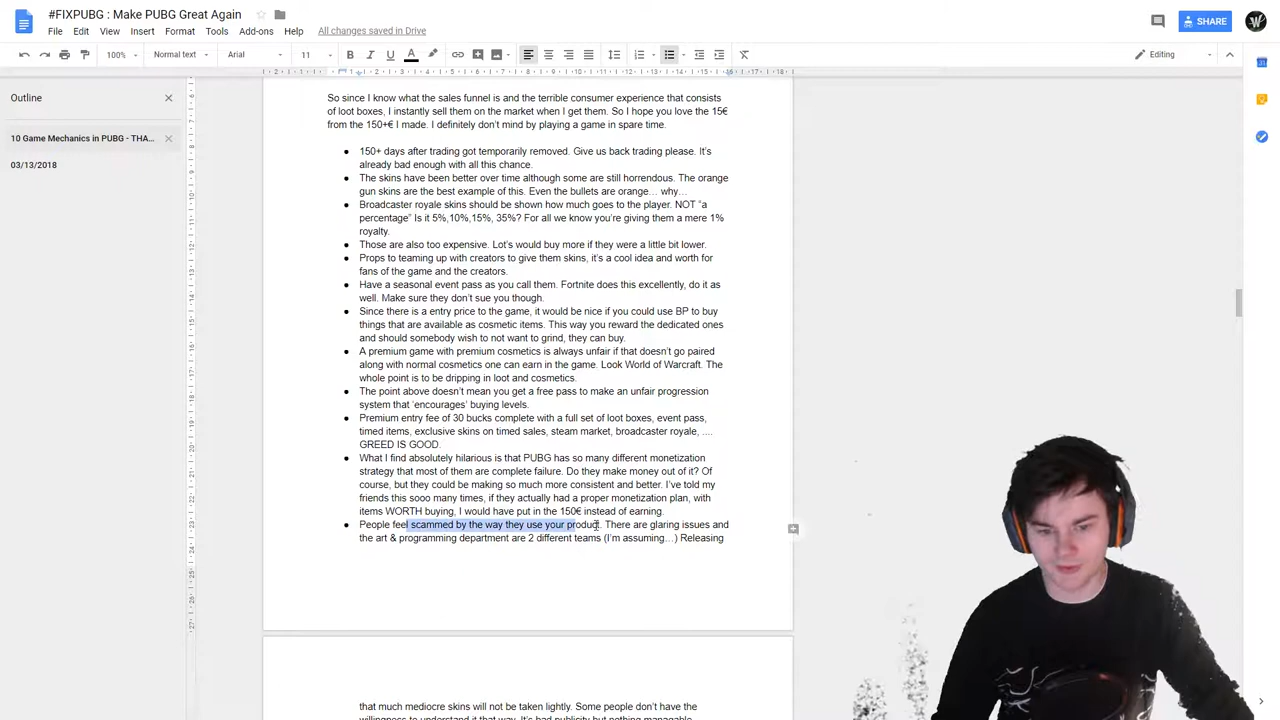 #FIXPUBG : Make PUBG Great Again
File Edit View Insert Format Tools Add-ons Help All changes saved in Drive
SHARE
100% Normal text Arial 11 Editing
Outline
10 Game Mechanics in PUBG - THA...
03/13/2018
So since I know what the sales funnel is and the terrible consumer experience that consists
of loot boxes, I instantly sell them on the market when I get them. So I hope you love the 15€
from the 150+€ I made. I definitely don't mind by playing a game in spare time.
● 150+ days after trading got temporarily removed. Give us back trading please. It's
already bad enough with all this chance.
● The skins have been better over time although some are still horrendous. The orange
gun skins are the best example of this. Even the bullets are orange… why…
● Broadcaster royale skins should be shown how much goes to the player. NOT “a
percentage” Is it 5%,10%,15%, 35%? For all we know you're giving them a mere 1%
royalty.
● Those are also too expensive. Lot's would buy more if they were a little bit lower.
● Props to teaming up with creators to give them skins, it's a cool idea and worth for
fans of the game and the creators.
● Have a seasonal event pass as you call them. Fortnite does this excellently, do it as
well. Make sure they don't sue you though.
● Since there is a entry price to the game, it would be nice if you could use BP to buy
things that are available as cosmetic items. This way you reward the dedicated ones
and should somebody wish to not want to grind, they can buy.
● A premium game with premium cosmetics is always unfair if that doesn't go paired
along with normal cosmetics one can earn in the game. Look World of Warcraft. The
whole point is to be dripping in loot and cosmetics.
● The point above doesn't mean you get a free pass to make an unfair progression
system that ‘encourages’ buying levels.
● Premium entry fee of 30 bucks complete with a full set of loot boxes, event pass,
timed items, exclusive skins on timed sales, steam market, broadcaster royale, ....
GREED IS GOOD.
● What I find absolutely hilarious is that PUBG has so many different monetization
strategy that most of them are complete failure. Do they make money out of it? Of
course, but they could be making so much more consistent and better. I've told my
friends this sooo many times, if they actually had a proper monetization plan, with
items WORTH buying, I would have put in the 150€ instead of earning.
● People feel scammed by the way they use your product. There are glaring issues and
the art & programming department are 2 different teams (I'm assuming…) Releasing
that much mediocre skins will not be taken lightly. Some people don't have the
willingness to understand it that way. It's bad publicity but nothing manageable